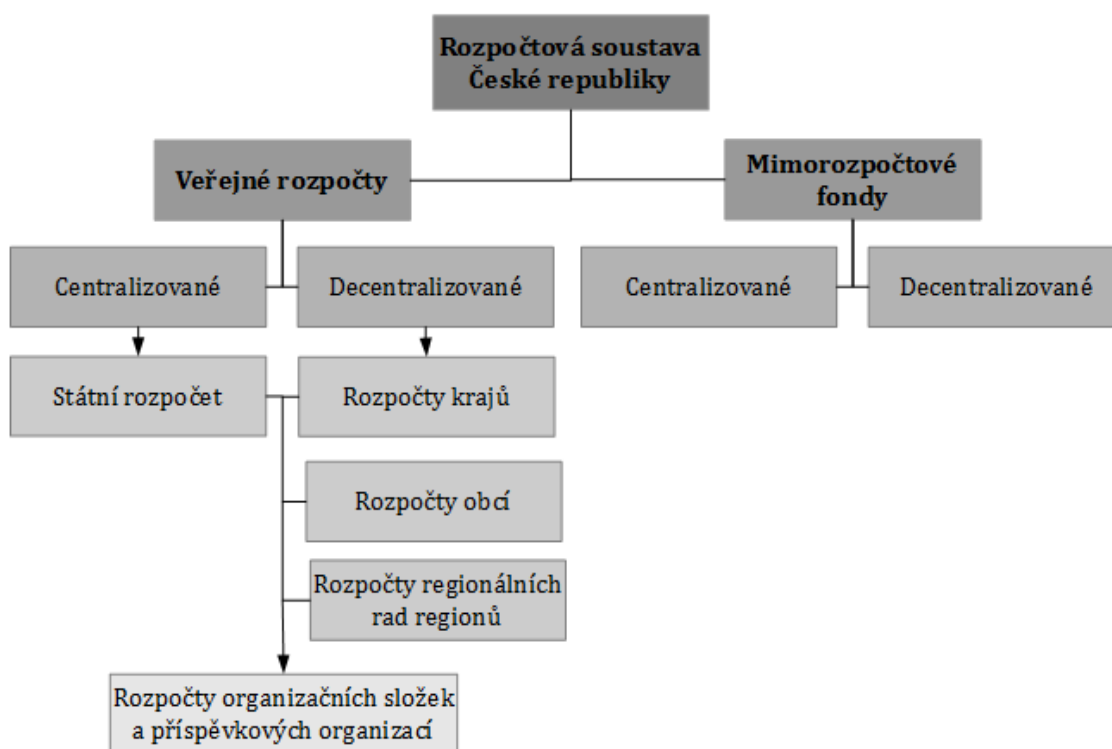 Rozpočtová soustava
České republiky
Veřejné rozpočty
Mimorozpočtové
fondy
Centralizované
Decentralizované
Centralizované
Decentralizované
Státní rozpočet
Rozpočty krajů
Rozpočty obcí
Rozpočty regionálních
rad regionů
Rozpočty organizačních složek
a příspěvkových organizací